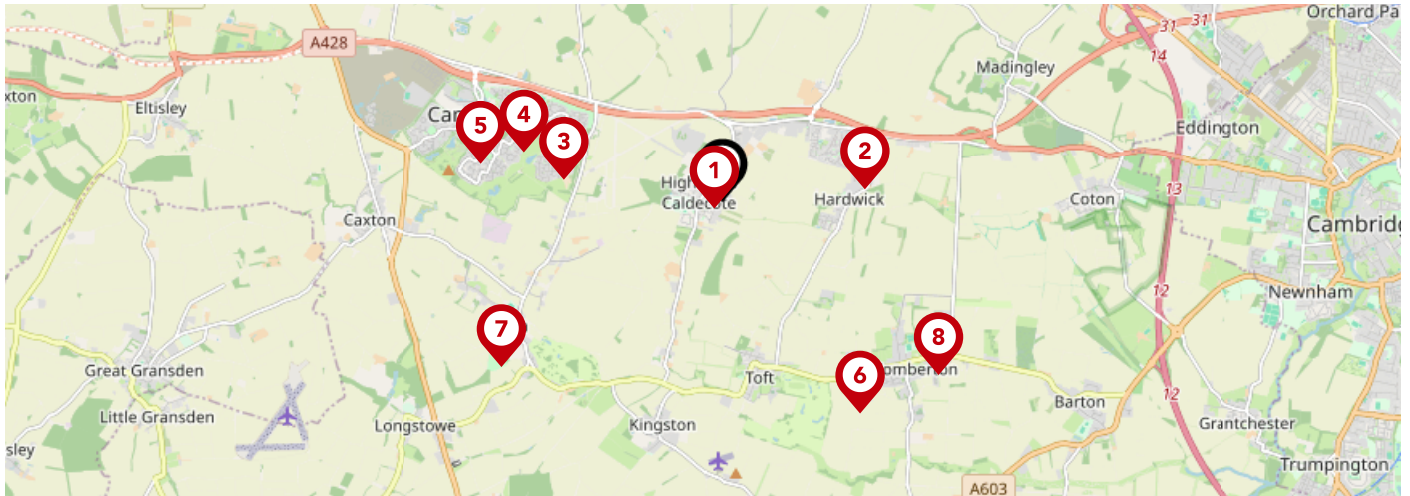 Orchard Pa
31
31
A428
14
Madingley
xton
Eltisley
Car
4
5
3
Eddington
2
1
High
Caldecote
13
Hardwick
Coton
Caxton
Cambridg
12
Newnham
7
8
Great Gransden
omberton
Toft
6
12
Barton
Little Gransden
Longstowe
Kingston
Grantchester
sley
Trumpington
A603